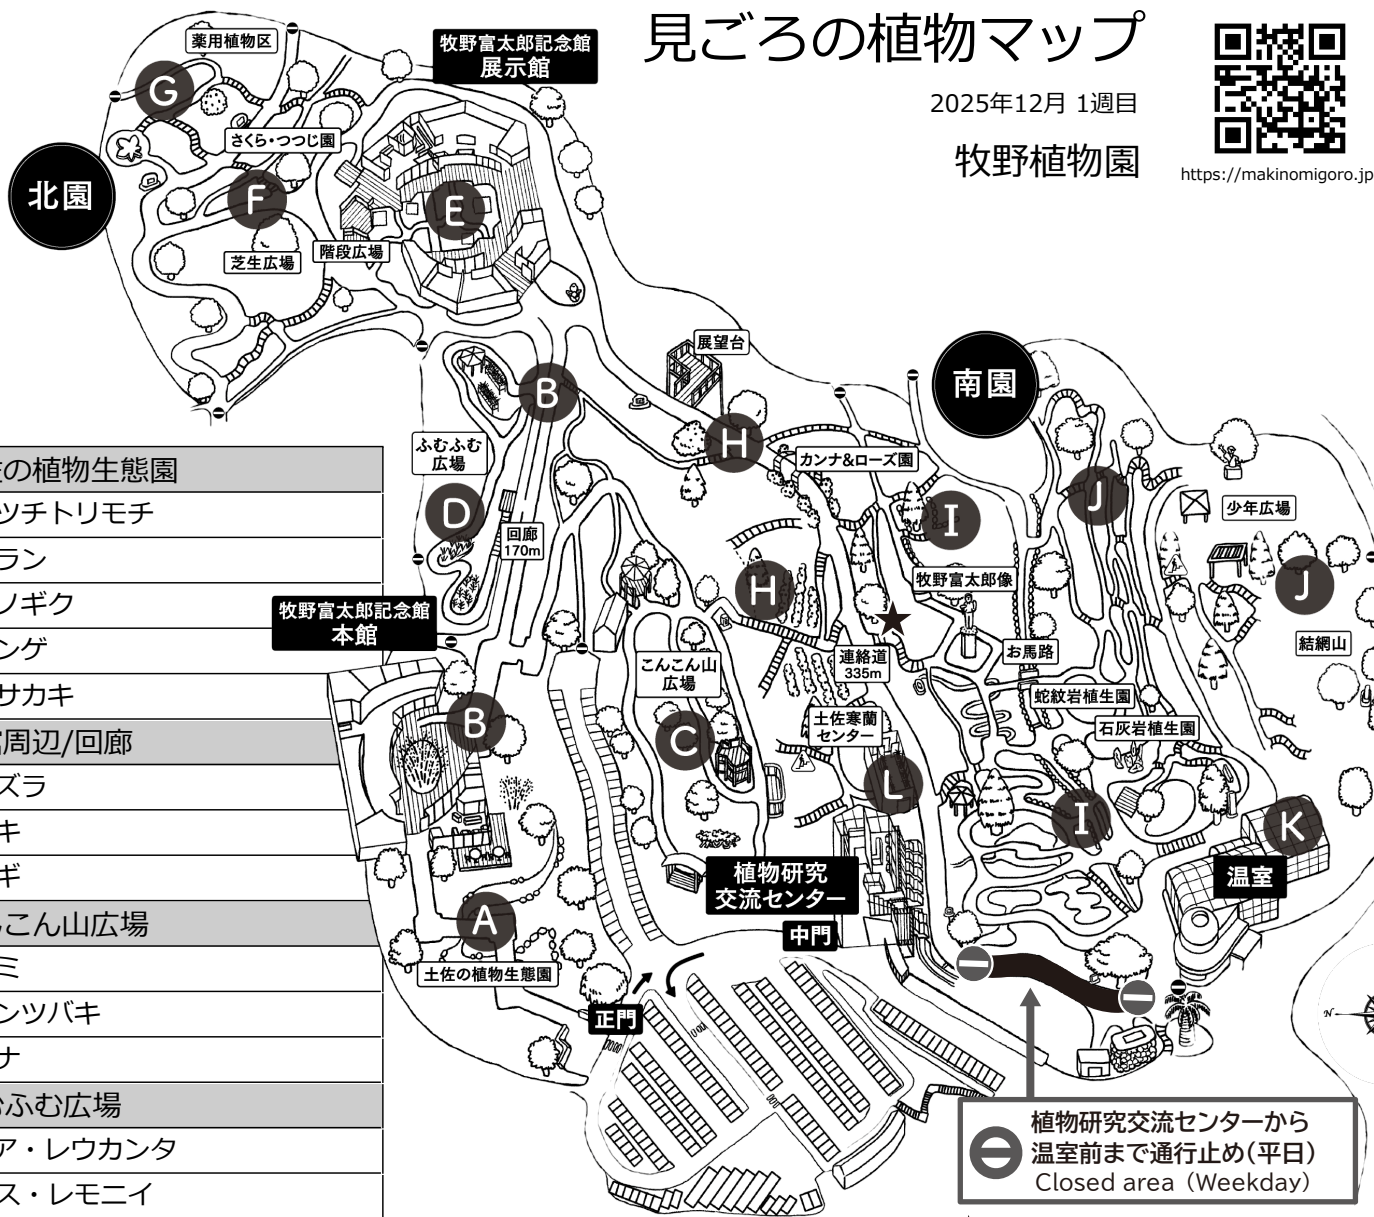 見ごろの植物マップ
2025年12月 1週目
牧野植物園
https://makinomigoro.jp
薬用植物区
牧野富太郎記念館
展示館
G
さくら・つつじ園
北園
F
E
芝生広場
階段広場
展望台
南園
B
ふむふむ
広場
H
カンナ&ローズ園
D
回廊
170m
I
J
少年広場
牧野富太郎記念館
本館
H
牧野富太郎像
J
こんこん山
広場
連絡道
335m
お馬路
結網山
B
C
土佐寒蘭
センター
蛇紋岩植生園
石灰岩植生園
L
I
K
植物研究
交流センター
温室
A
中門
土佐の植物生態園
正門
N
植物研究交流センターから
温室前まで通行止め(平日)
Closed area (Weekday)
の植物生態園
ツチトリモチ
ラン
ノギク
ンゲ
サカキ
周辺/回廊
ズラ
キ
ギ
こん山広場
ミ
ンツバキ
ナ
ふむ広場
ア・レウカンタ
ス・レモニイ